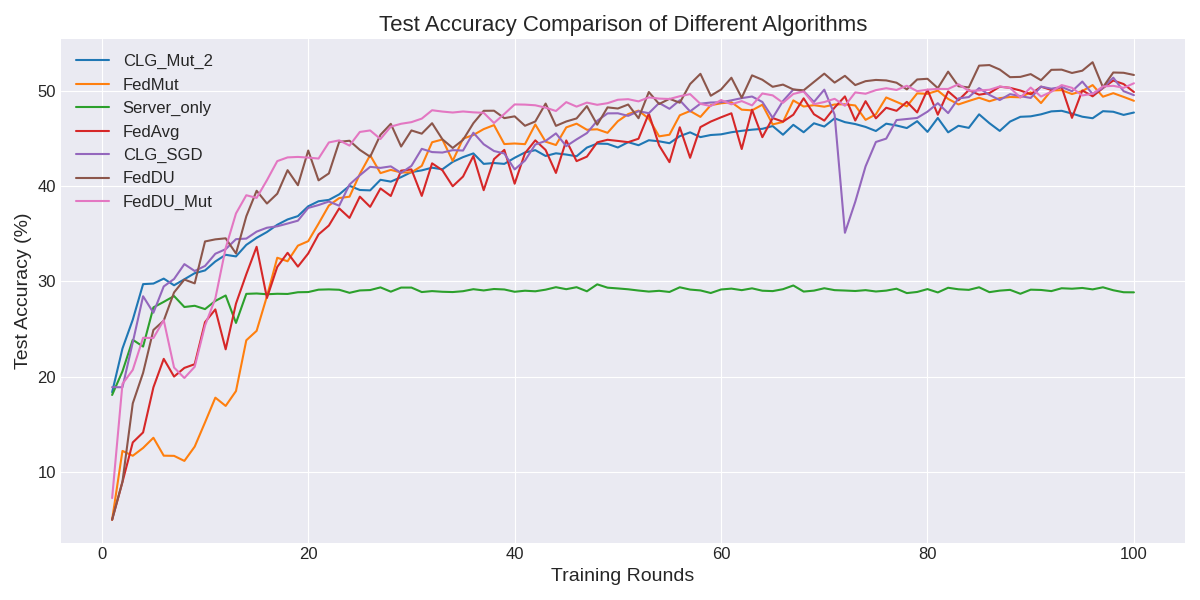 Test Accuracy Comparison of Different Algorithms
CLG_Mut_2
FedMut
Server_only
FedAvg
CLG_SGD
FedDU
FedDU_Mut
Test Accuracy (%)
50
40
30
20
10
0
20
40
60
80
100
Training Rounds